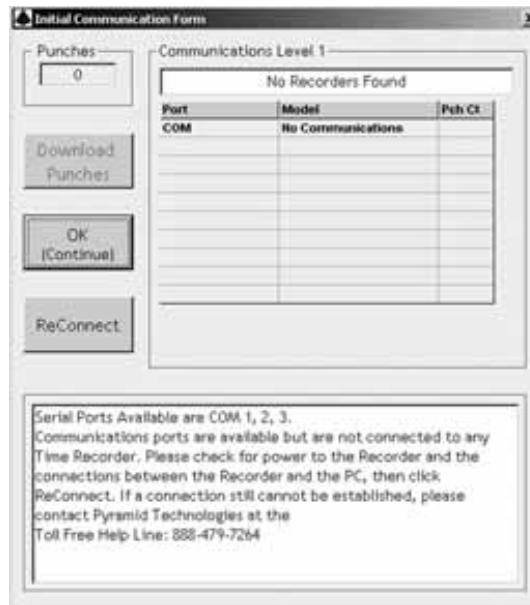 Initial Communication Form
Punches
0
Communications Level 1
No Recorders Found
Port Model Pch Ct
COM No Communications
Download
Punches
OK
(Continue)
ReConnect
Serial Ports Available are COM 1, 2, 3.
Communications ports are available but are not connected to any
Time Recorder. Please check for power to the Recorder and the
connections between the Recorder and the PC, then click
ReConnect. If a connection still cannot be established, please
contact Pyramid Technologies at the
Toll Free Help Line: 888-479-7264